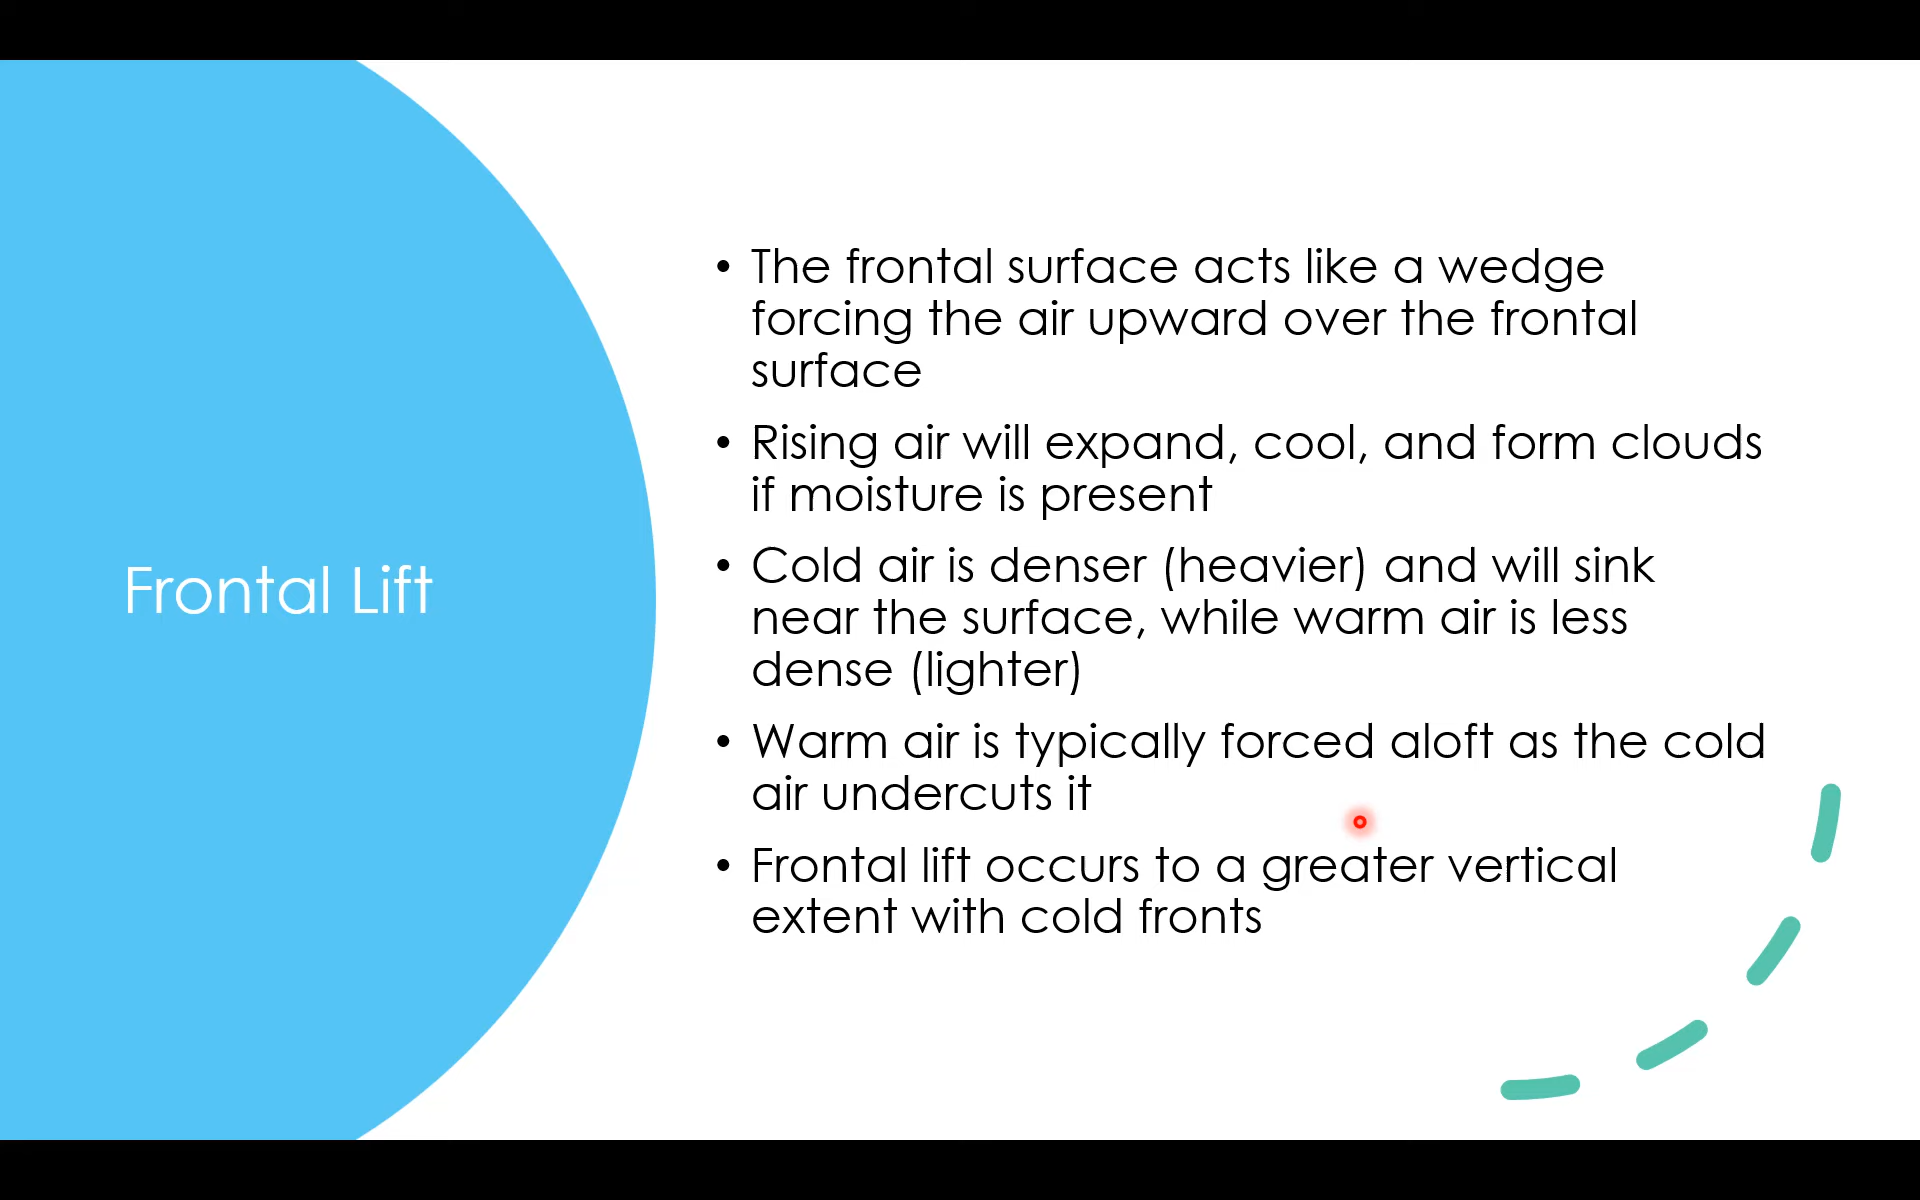 Frontal Lift
• The frontal surface acts like a wedge
forcing the air upward over the frontal
surface
• Rising air will expand, cool, and form clouds
if moisture is present
• Cold air is denser (heavier) and will sink
near the surface, while warm air is less
dense (lighter)
• Warm air is typically forced aloft as the cold
air undercuts it
• Frontal lift occurs to a greater vertical
extent with cold fronts